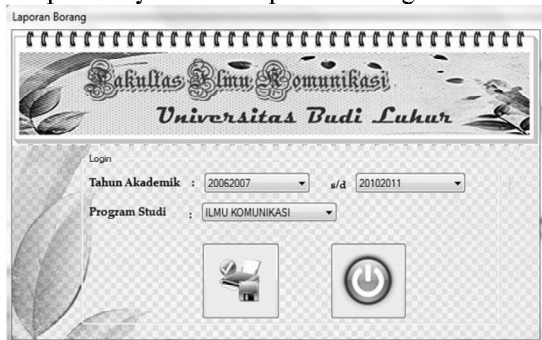 Laporan Borang
Fakultas Ilmu Komunikasi
Universitas Budi Luhur
Login
Tahun Akademik : 20062007 s/d 20102011
Program Studi : ILMU KOMUNIKASI